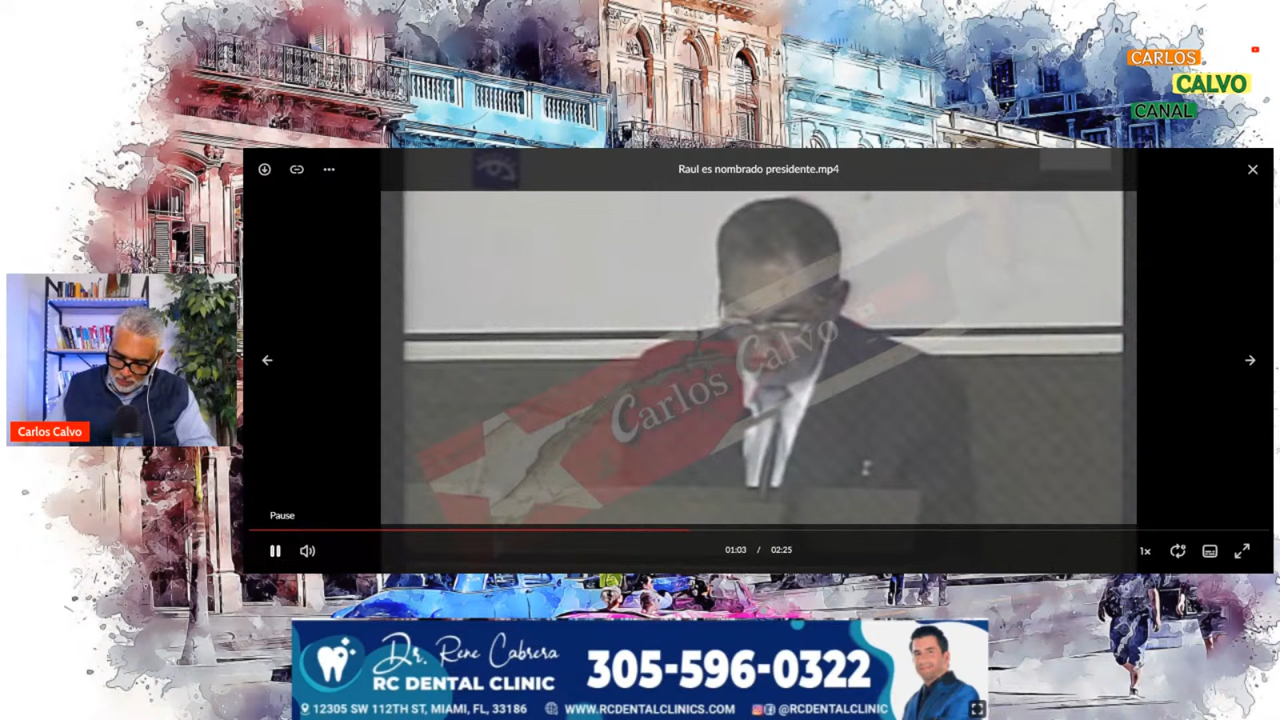 CARLOS
CALVO
CANAL
Raul es nombrado presidente.mp4
Carlos Calvo
Carlos Calvo
Pause
01:03 / 02:25
1x
Dr. Rene Cabrera
RC DENTAL CLINIC
305-596-0322
12305 SW 112TH ST, MIAMI, FL, 33186
WWW.RCDENTALCLINICS.COM
@RCDENTALCLINIC